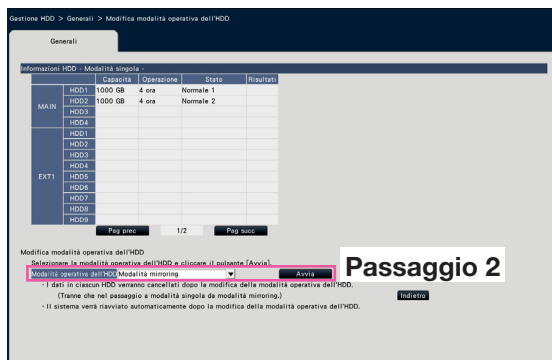 Gestione HDD > Generali > Modifica modalità operativa dell'HDD
Generali
Informazioni HDD - Modalità singola -
Capacità Operazione Stato Risultati
MAIN
HDD1 1000 GB 4 ora Normale 1
HDD2 1000 GB 4 ora Normale 2
HDD3
HDD4
EXT1
HDD1
HDD2
HDD3
HDD4
HDD5
HDD6
HDD7
HDD8
HDD9
Pag prec 1/2 Pag succ
Modifica modalità operativa dell'HDD
Selezionare la modalità operativa dell'HDD e cliccare il pulsante [Avvia].
Modalità operativa dell'HDD Modalità mirroring Avvia
Passaggio 2
· I dati in ciascun HDD verranno cancellati dopo la modifica della modalità operativa dell'HDD.
(Tranne che nel passaggio a modalità singola da modalità mirroring.)
Indietro
· Il sistema verrà riavviato automaticamente dopo la modifica della modalità operativa dell'HDD.